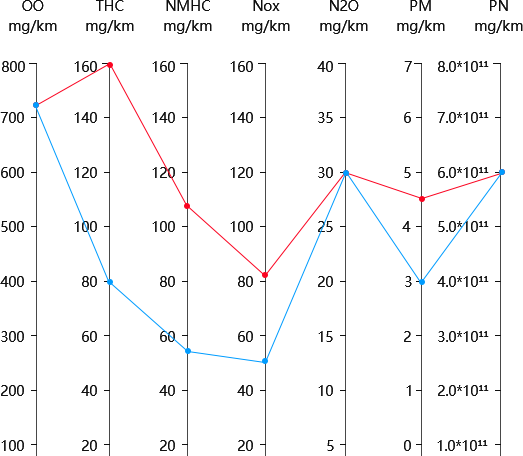 OO THC NMHC Nox N2O PM PN
mg/km mg/km mg/km mg/km mg/km mg/km mg/km
800 160 160 160 40 7 8.0*10¹¹
700 140 140 140 35 6 7.0*10¹¹
600 120 120 120 30 5 6.0*10¹¹
500 100 100 100 25 4 5.0*10¹¹
400 80 80 80 20 3 4.0*10¹¹
300 60 60 60 15 2 3.0*10¹¹
200 40 40 40 10 1 2.0*10¹¹
100 20 20 20 5 0 1.0*10¹¹